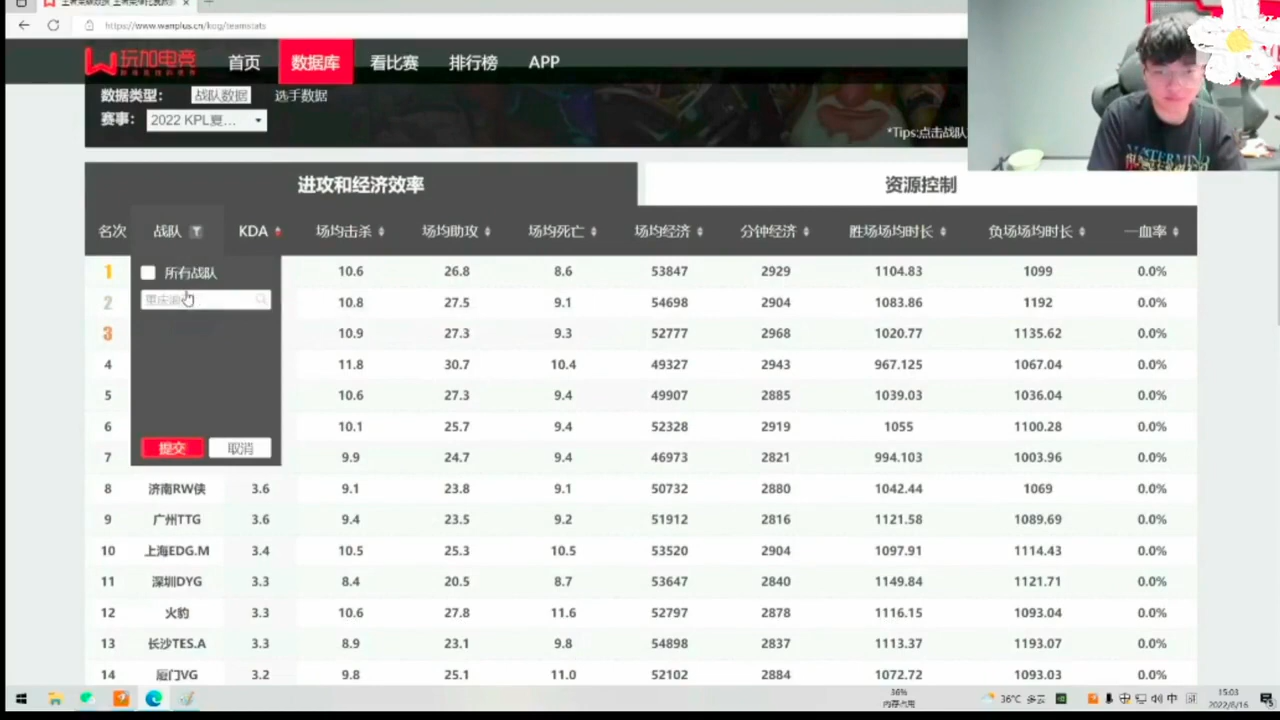 https://www.wanplus.cn/kog/teamstats
玩加电竞 首页 数据库 看比赛 排行榜 APP
数据类型: 战队数据 选手数据
赛事: 2022 KPL夏...
*Tips:点击战队
进攻和经济效率 资源控制
名次 战队 KDA 场均击杀 场均助攻 场均死亡 场均经济 分钟经济 胜场场均时长 负场场均时长 一血率
1 所有战队 10.6 26.8 8.6 53847 2929 1104.83 1099 0.0%
2 10.8 27.5 9.1 54698 2904 1083.86 1192 0.0%
3 10.9 27.3 9.3 52777 2968 1020.77 1135.62 0.0%
4 11.8 30.7 10.4 49327 2943 967.125 1067.04 0.0%
5 10.6 27.3 9.4 49907 2885 1039.03 1036.04 0.0%
6 10.1 25.7 9.4 52328 2919 1055 1100.28 0.0%
提交 取消
7 9.9 24.7 9.4 46973 2821 994.103 1003.96 0.0%
8 济南RW侠 3.6 9.1 23.8 9.1 50732 2880 1042.44 1069 0.0%
9 广州TTG 3.6 9.4 23.5 9.2 51912 2816 1121.58 1089.69 0.0%
10 上海EDG.M 3.4 10.5 25.3 10.5 53520 2904 1097.91 1114.43 0.0%
11 深圳DYG 3.3 8.4 20.5 8.7 53647 2840 1149.84 1121.71 0.0%
12 火豹 3.3 10.6 27.8 11.6 52797 2878 1116.15 1093.04 0.0%
13 长沙TES.A 3.3 8.9 23.1 9.8 54898 2837 1113.37 1193.07 0.0%
14 厦门VG 3.2 9.8 25.1 11.0 52102 2884 1072.72 1093.03 0.0%
36%
内存占用
36°C 多云 中
15:03
2022/8/16